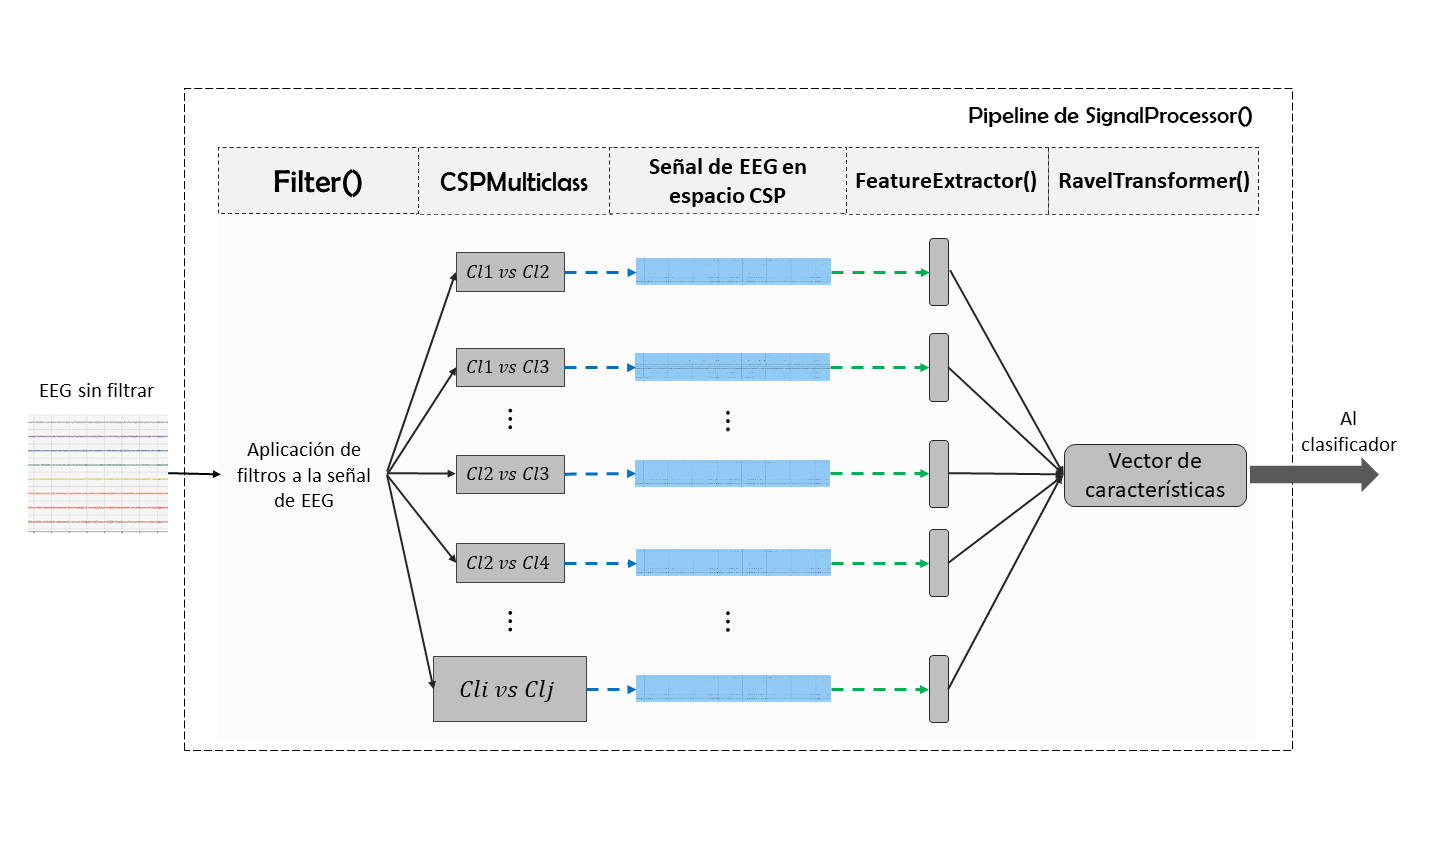 Pipeline de SignalProcessor()
Filter()
CSPMulticlass
Señal de EEG en
espacio CSP
FeatureExtractor()
RavelTransformer()
EEG sin filtrar
Aplicación de
filtros a la señal
de EEG
Cl1 vs Cl2
Cl1 vs Cl3
⋮
⋮
Cl2 vs Cl3
Cl2 vs Cl4
⋮
⋮
Cli vs Clj
Vector de
características
Al
clasificador